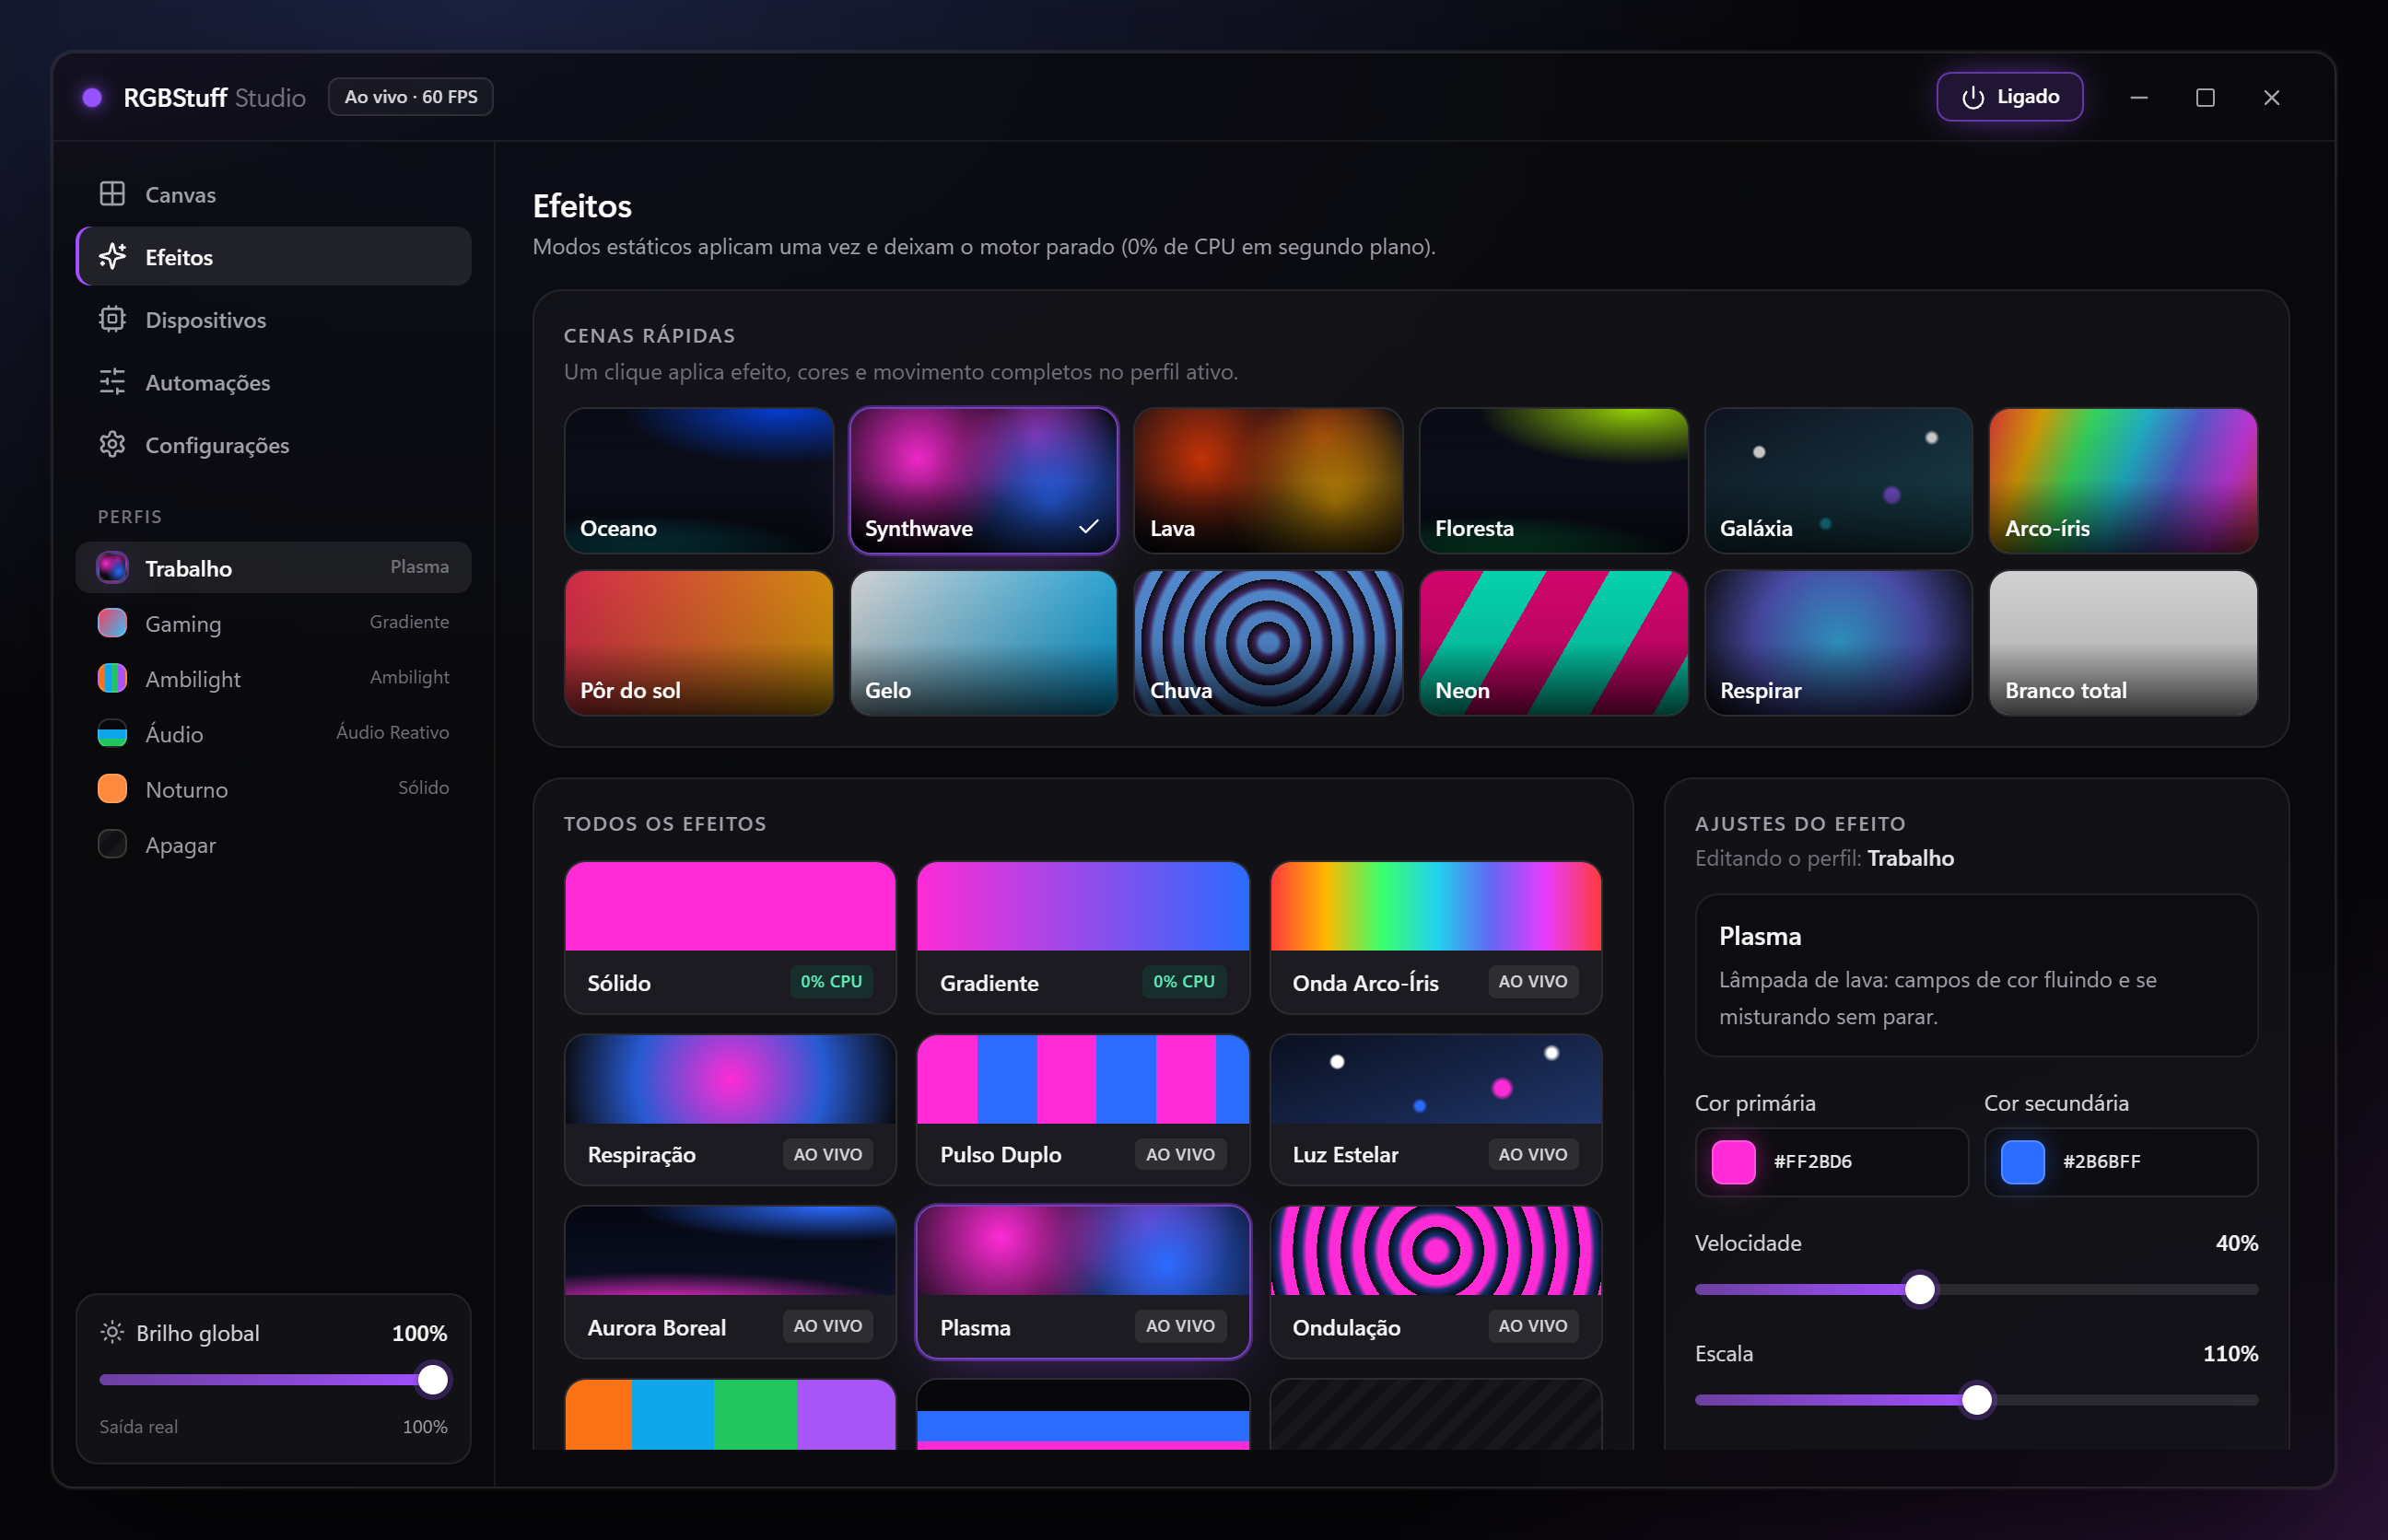 RGBStuff Studio
Ao vivo · 60 FPS
Ligado
Canvas
Efeitos
Dispositivos
Automações
Configurações
PERFIS
Trabalho Plasma
Gaming Gradiente
Ambilight Ambilight
Áudio Áudio Reativo
Noturno Sólido
Apagar
Brilho global 100%
Saída real 100%
Efeitos
Modos estáticos aplicam uma vez e deixam o motor parado (0% de CPU em segundo plano).
CENAS RÁPIDAS
Um clique aplica efeito, cores e movimento completos no perfil ativo.
Oceano
Synthwave
Lava
Floresta
Galáxia
Arco-íris
Pôr do sol
Gelo
Chuva
Neon
Respirar
Branco total
TODOS OS EFEITOS
Sólido 0% CPU
Gradiente 0% CPU
Onda Arco-Íris AO VIVO
Respiração AO VIVO
Pulso Duplo AO VIVO
Luz Estelar AO VIVO
Aurora Boreal AO VIVO
Plasma AO VIVO
Ondulação AO VIVO
AJUSTES DO EFEITO
Editando o perfil: Trabalho
Plasma
Lâmpada de lava: campos de cor fluindo e se
misturando sem parar.
Cor primária
#FF2BD6
Cor secundária
#2B6BFF
Velocidade 40%
Escala 110%